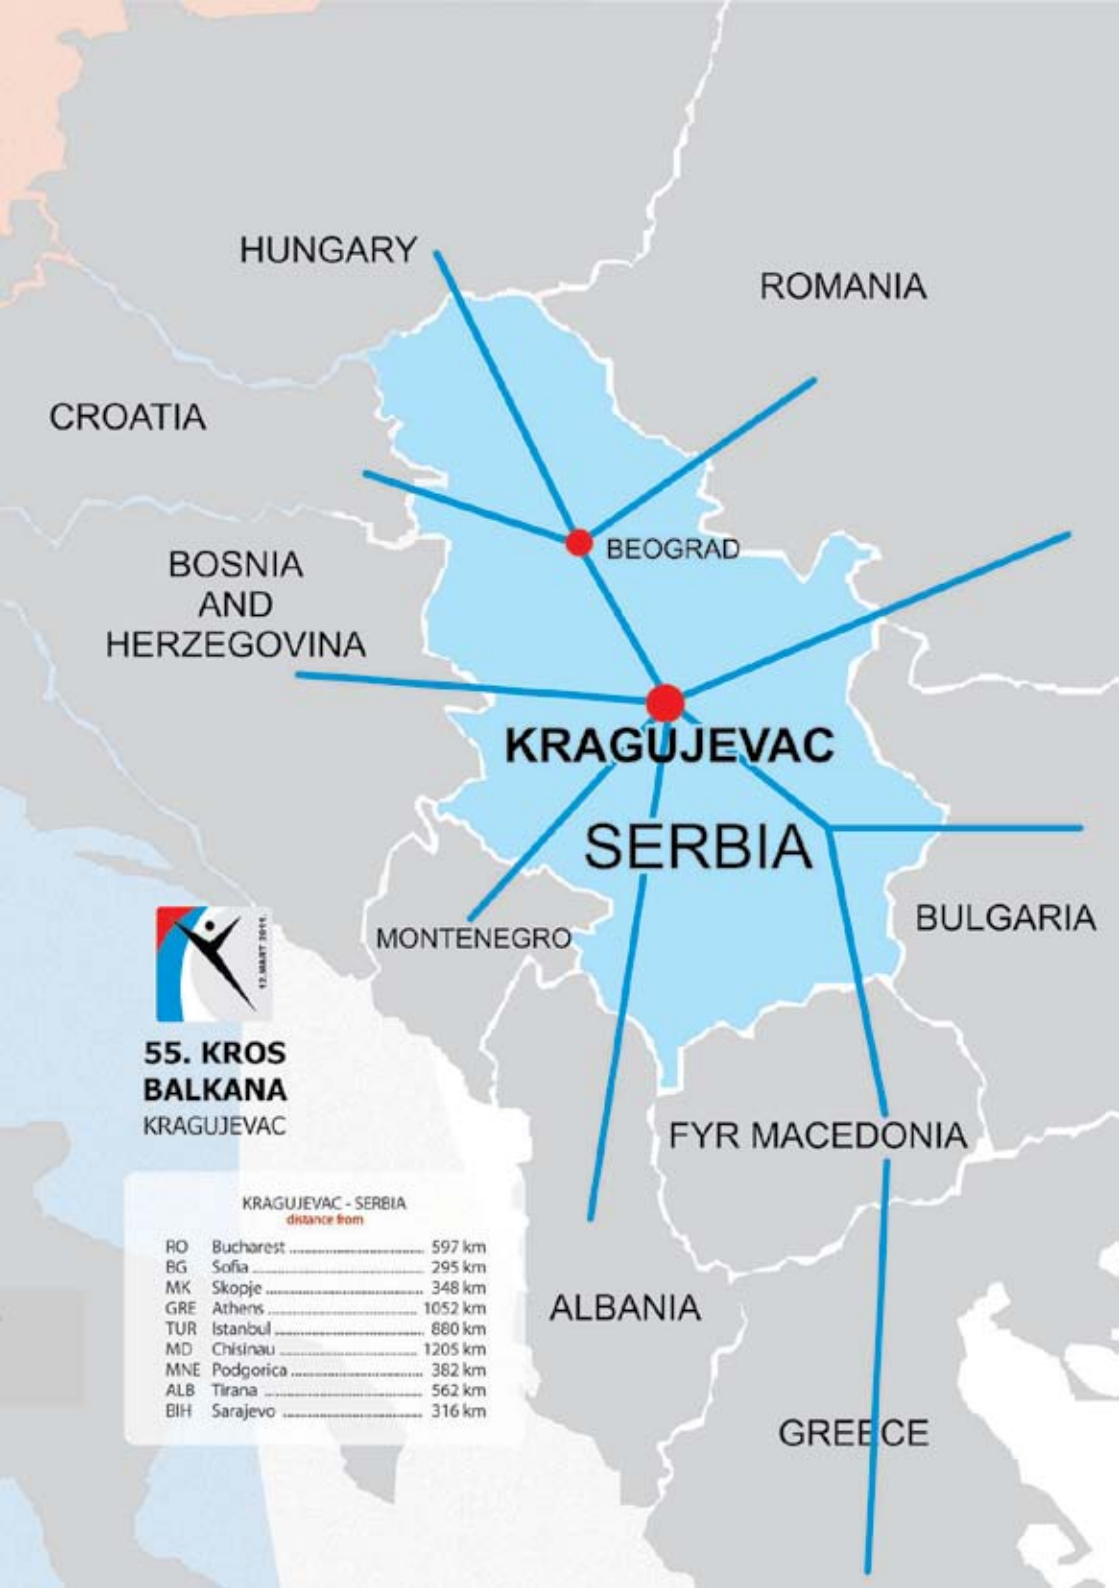 HUNGARY
ROMANIA
CROATIA
BEOGRAD
BOSNIA
AND
HERZEGOVINA
KRAGUJEVAC
SERBIA
BULGARIA
MONTENEGRO
12.MART 2011.
55. KROS
BALKANA
KRAGUJEVAC
FYR MACEDONIA
KRAGUJEVAC - SERBIA
distance from
RO Bucharest ........................ 597 km
BG Sofia ........................ 295 km
MK Skopje ........................ 348 km
GRE Athens ........................ 1052 km
TUR Istanbul ........................ 880 km
MD Chisinau ........................ 1205 km
MNE Podgorica ........................ 382 km
ALB Tirana ........................ 562 km
BIH Sarajevo ........................ 316 km
ALBANIA
GREECE